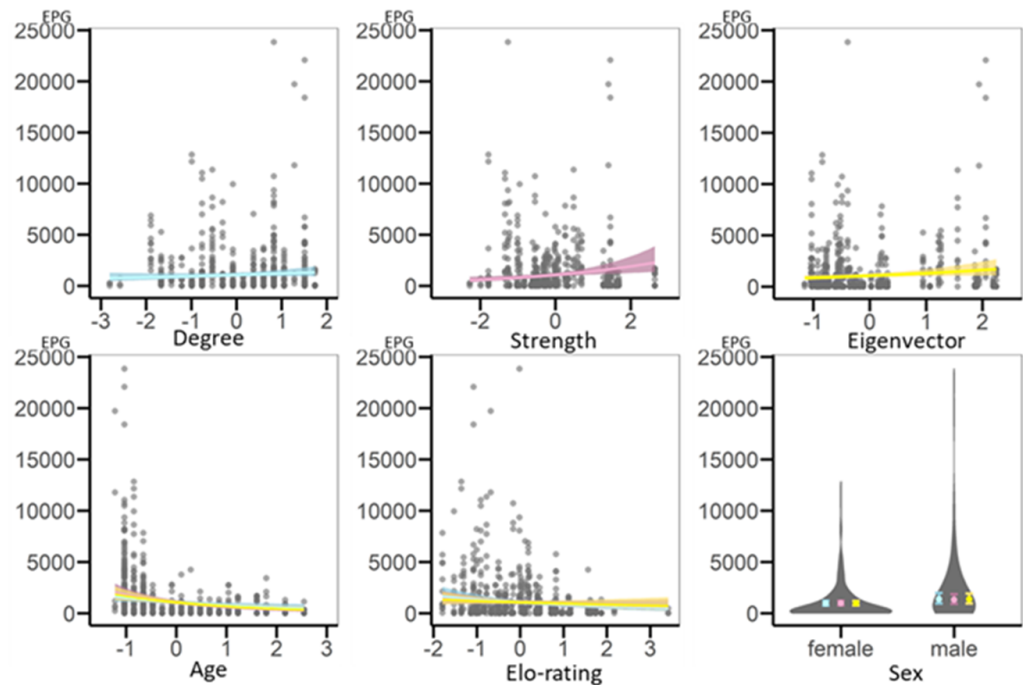 EPG EPG EPG
25000 25000 25000
20000 20000 20000
15000 15000 15000
10000 10000 10000
5000 5000 5000
0 0 0
-3 -2 -1 0 1 2 -2 0 2 -1 0 1 2
Degree Strength Eigenvector
EPG EPG EPG
25000 25000 25000
20000 20000 20000
15000 15000 15000
10000 10000 10000
5000 5000 5000
0 0 0
-1 0 1 2 3 -2 -1 0 1 2 3 female male
Age Elo-rating Sex